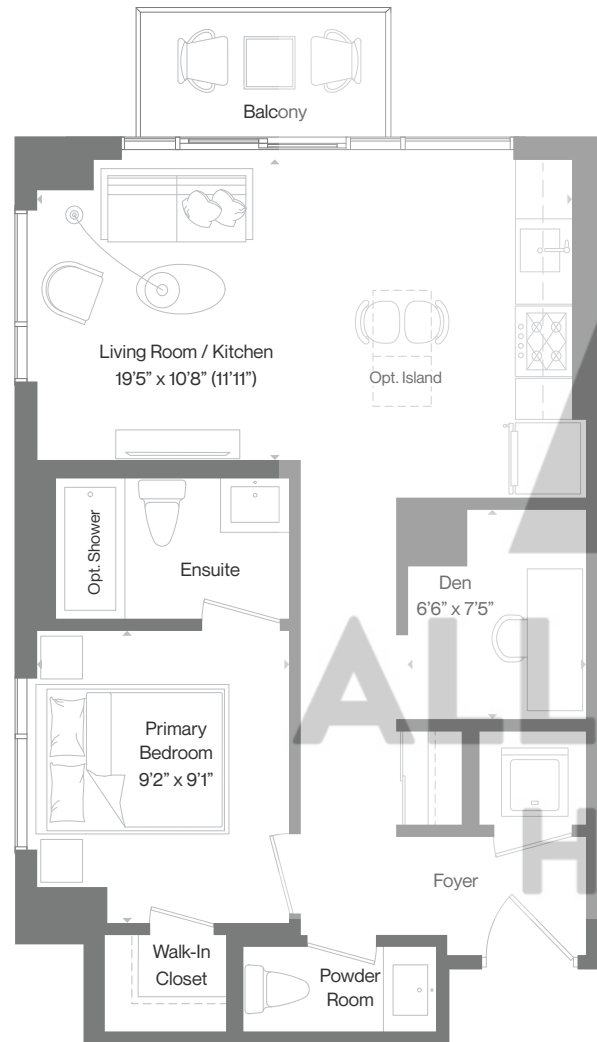 Balcony
Living Room / Kitchen
19'5" x 10'8" (11'11")
Opt. Island
Opt. Shower
Ensuite
Den
6'6" x 7'5"
ALL
Primary
Bedroom
9'2" x 9'1"
H
Foyer
Walk-In
Closet
Powder
Room